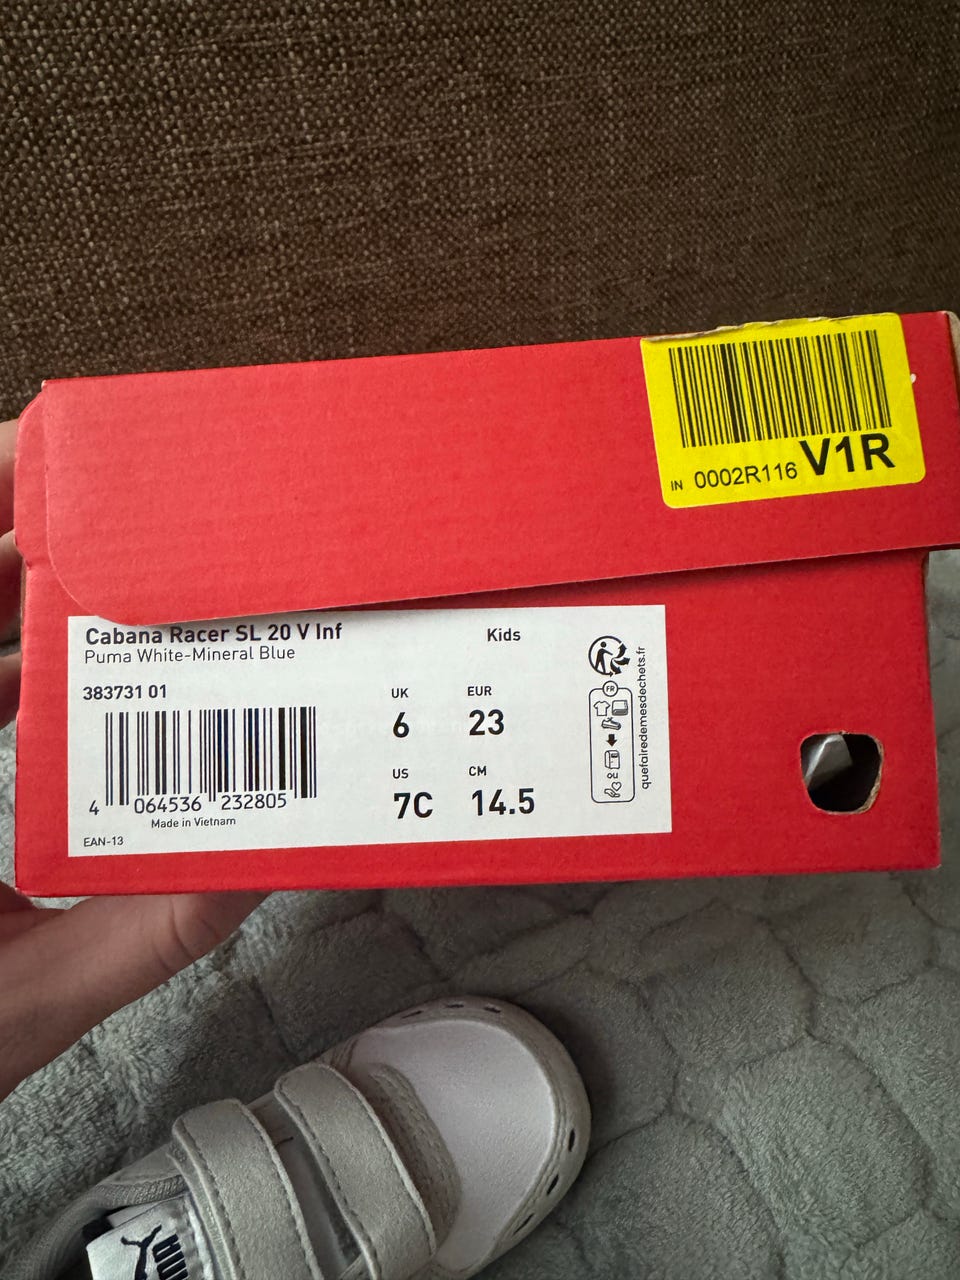 IN 0002R116 V1R
Cabana Racer SL 20 V Inf Kids
Puma White-Mineral Blue
383731 01
UK EUR
6 23
US CM
7C 14.5
4 064536 232805
Made in Vietnam
EAN-13
FR
OU
quefairedemesdechets.fr
PUMA